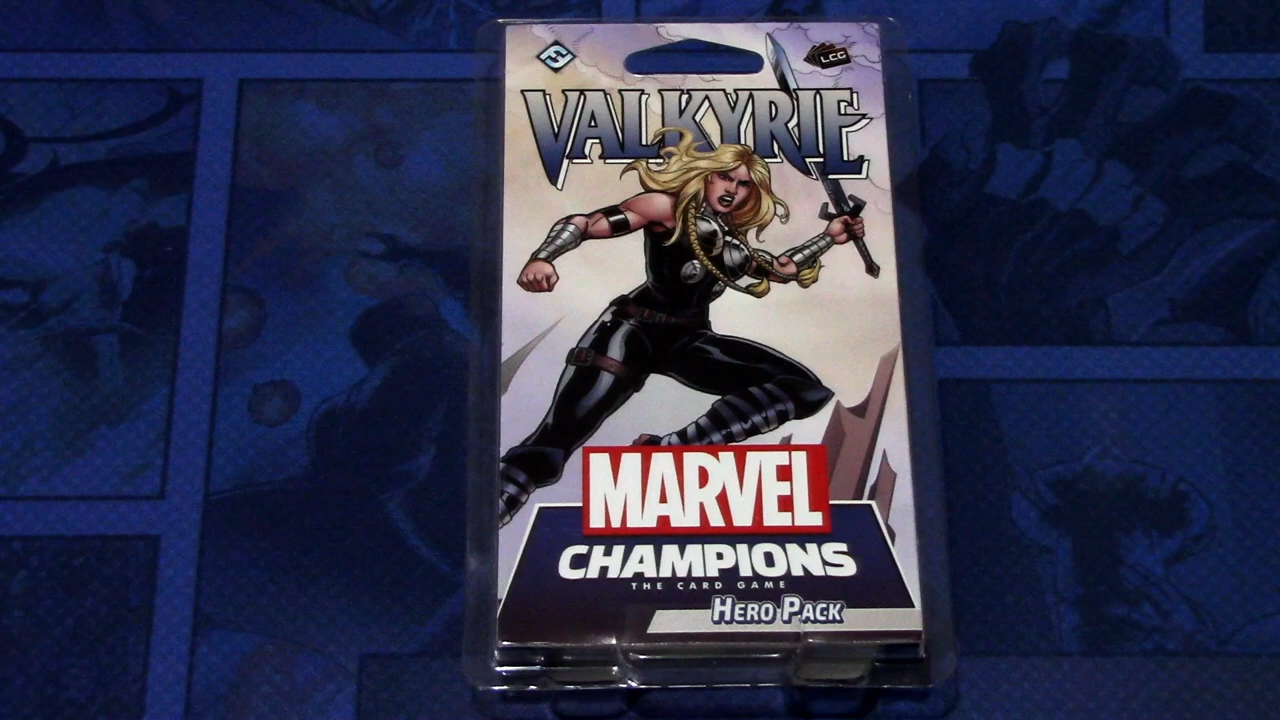 LCG
VALKYRIE
MARVEL
CHAMPIONS
THE CARD GAME
HERO PACK